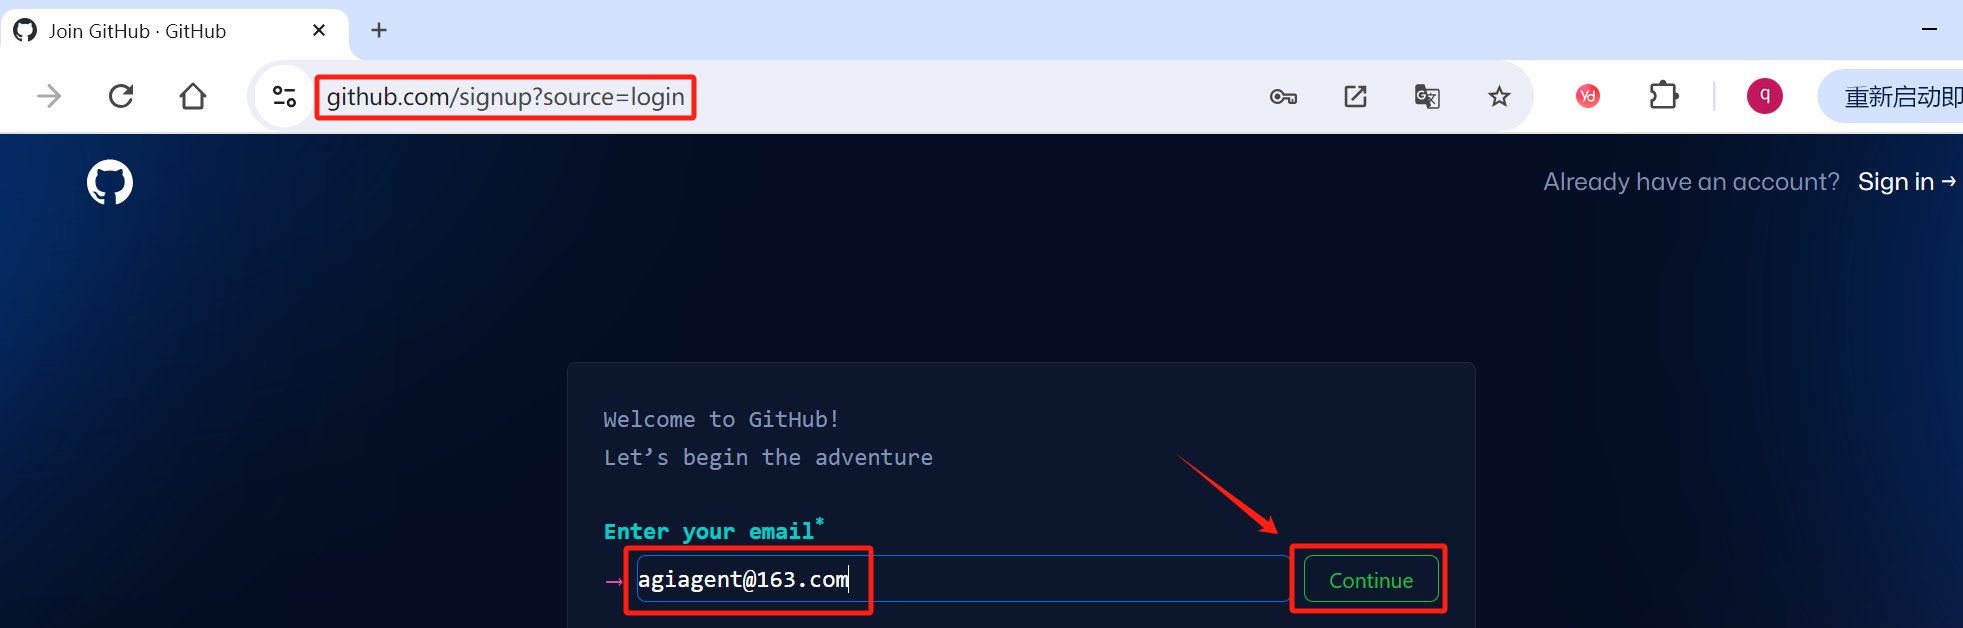 Join GitHub · GitHub
github.com/signup?source=login
Yd
q
重新启动即
Already have an account? Sign in →
Welcome to GitHub!
Let’s begin the adventure
Enter your email*
→ agiagent@163.com
Continue